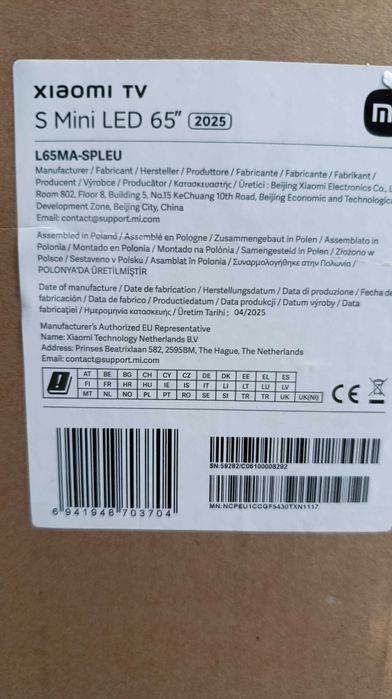 xiaomi TV
S Mini LED 65" 2025
L65MA-SPLEU
Manufacturer / Fabricant / Hersteller / Produttore / Fabricante / Fabricante / Fabrikant /
Producent / Výrobce / Producător / Κατασκευαστής / Üretici : Beijing Xiaomi Electronics Co., L
Room 802, Floor 8, Building 5, No.15 KeChuang 10th Road, Beijing Economic and Technologica
Development Zone, Beijing City, China
Email: contact@support.mi.com
Assembled in Poland / Assemblé en Pologne / Zusammengebaut in Polen / Assemblato in
Polonia / Montado en Polonia / Montado na Polónia / Samengesteld in Polen / Złożono w
Polsce / Sestaveno v Polsku / Asamblat în Polonia / Συναρμολογήθηκε στην Πολωνία /
POLONYA'DA ÜRETİLMİŞTİR
Date of manufacture / Date de fabrication / Herstellungsdatum / Data di produzione / Fecha de
fabricación / Data de fabrico / Productiedatum / Data produkcji / Datum výroby / Data
fabricației / Ημερομηνία κατασκευής / Üretim Tarihi : 04/2025
Manufacturer's Authorized EU Representative
Name: Xiaomi Technology Netherlands B.V
Address: Prinses Beatrixlaan 582, 2595BM, The Hague, The Netherlands
Email: contact@support.mi.com
AT BE BG CH CY CZ DE DK EE EL ES
FI FR HR HU IE IS IT LI LT LU LV
MT NL NO PL PT RO SE SI TR TR UK UK(NI)
CE
SN:59282/C06100008292
MN:NCPEU1CCGF5430TXN1117
6 941948 703704